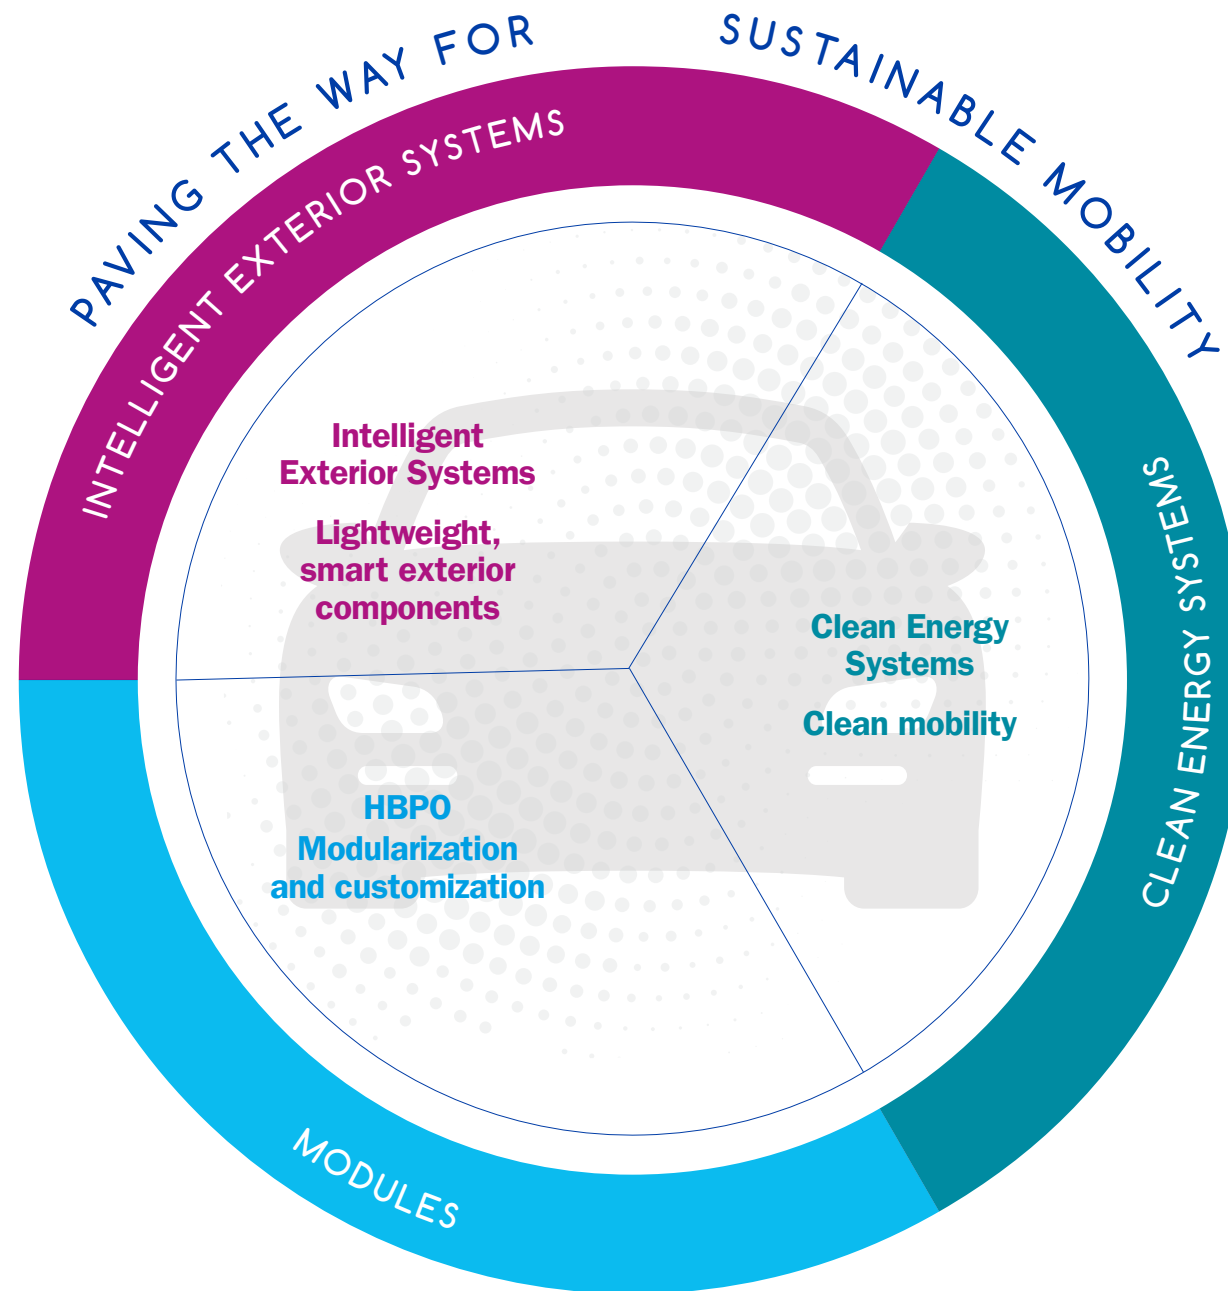 PAVING THE WAY FOR SUSTAINABLE MOBILITY
INTELLIGENT EXTERIOR SYSTEMS
Intelligent
Exterior Systems
Lightweight,
smart exterior
components
Clean Energy
Systems
Clean mobility
CLEAN ENERGY SYSTEMS
HBPO
Modularization
and customization
MODULES